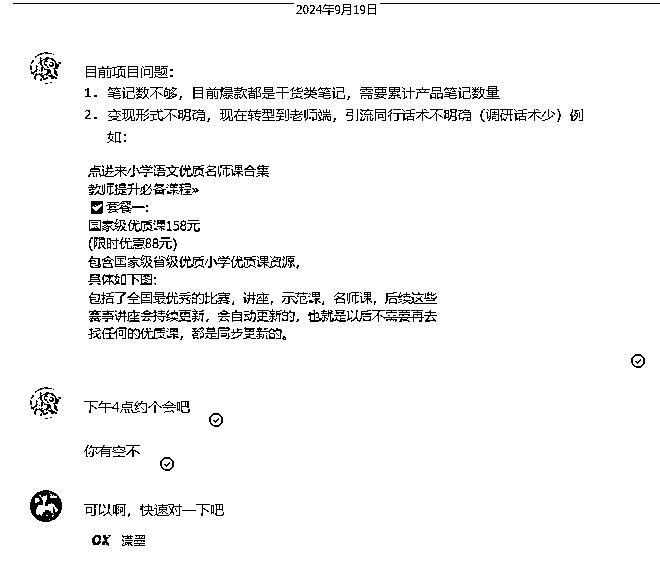 2024年9月19日
目前项目问题：
1. 笔记数不够，目前爆款都是干货类笔记，需要累计产品笔记数量
2. 变现形式不明确，现在转型到老师端，引流同行话术不明确（调研话术少）例
如：
点进来小学语文优质名师课合集
教师提升必备课程»
✅套餐一：
国家级优质课158元
(限时优惠88元)
包含国家级省级优质小学优质课资源，
具体如下图：
包括了全国最优秀的比赛，讲座，示范课，名师课，后续这些
赛事讲座会持续更新，会自动更新的，也就是以后不需要再去
找任何的优质课，都是同步更新的。
下午4点约个会吧
你有空不
可以啊，快速对一下吧
OK 潇墨